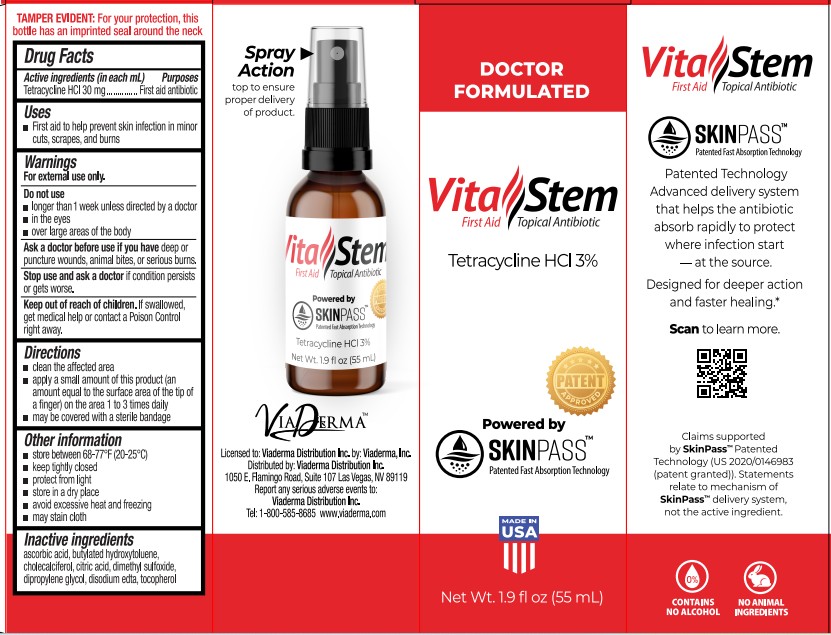 TAMPER EVIDENT: For your protection, this
bottle has an imprinted seal around the neck
Drug Facts
Active ingredients (in each mL) Purposes
Tetracycline HCl 30 mg .............. First aid antibiotic
Uses
■ First aid to help prevent skin infection in minor
cuts, scrapes, and burns
Warnings
For external use only.
Do not use
■ longer than 1 week unless directed by a doctor
■ in the eyes
■ over large areas of the body
Ask a doctor before use if you have deep or
puncture wounds, animal bites, or serious burns.
Stop use and ask a doctor if condition persists
or gets worse.
Keep out of reach of children. If swallowed,
get medical help or contact a Poison Control
right away.
Directions
■ clean the affected area
■ apply a small amount of this product (an
amount equal to the surface area of the tip of
a finger) on the area 1 to 3 times daily
■ may be covered with a sterile bandage
Other information
■ store between 68-77°F (20-25°C)
■ keep tightly closed
■ protect from light
■ store in a dry place
■ avoid excessive heat and freezing
■ may stain cloth
Inactive ingredients
ascorbic acid, butylated hydroxytoluene,
cholecalciferol, citric acid, dimethyl sulfoxide,
dipropylene glycol, disodium edta, tocopherol
Spray
Action
top to ensure
proper delivery
of product.
Vita Stem
First Aid Topical Antibiotic
Powered by
SKINPASS
Patented Fast Absorption Technology
Tetracycline HCl 3%
Net Wt. 1.9 fl oz (55 mL)
VIADERMA™
Licensed to: Viaderma Distribution Inc. by: Viaderma, Inc.
Distributed by: Viaderma Distribution Inc.
1050 E, Flamingo Road, Suite 107 Las Vegas, NV 89119
Report any serious adverse events to:
Viaderma Distribution Inc.
Tel: 1-800-585-8685 www.viaderma.com
DOCTOR
FORMULATED
Vita Stem
First Aid Topical Antibiotic
Tetracycline HCl 3%
PATENT
APPROVED
Powered by
SKINPASS™
Patented Fast Absorption Technology
MADE IN
USA
Net Wt. 1.9 fl oz (55 mL)
Vita Stem
First Aid Topical Antibiotic
SKINPASS™
Patented Fast Absorption Technology
Patented Technology
Advanced delivery system
that helps the antibiotic
absorb rapidly to protect
where infection start
— at the source.
Designed for deeper action
and faster healing.*
Scan to learn more.
Claims supported
by SkinPass™ Patented
Technology (US 2020/0146983
(patent granted)). Statements
relate to mechanism of
SkinPass™ delivery system,
not the active ingredient.
0%
CONTAINS
NO ALCOHOL
NO ANIMAL
INGREDIENTS